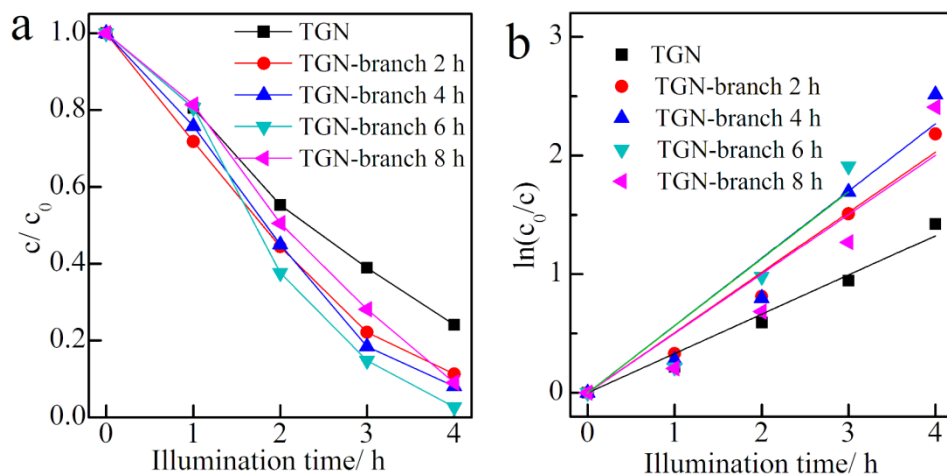 a
1.0
0.8
0.6
0.4
0.2
0.0
c/ c₀
0 1 2 3 4
Illumination time/ h
TGN
TGN-branch 2 h
TGN-branch 4 h
TGN-branch 6 h
TGN-branch 8 h
b
3
2
1
0
ln(c₀/c)
0 1 2 3 4
Illumination time/ h
TGN
TGN-branch 2 h
TGN-branch 4 h
TGN-branch 6 h
TGN-branch 8 h